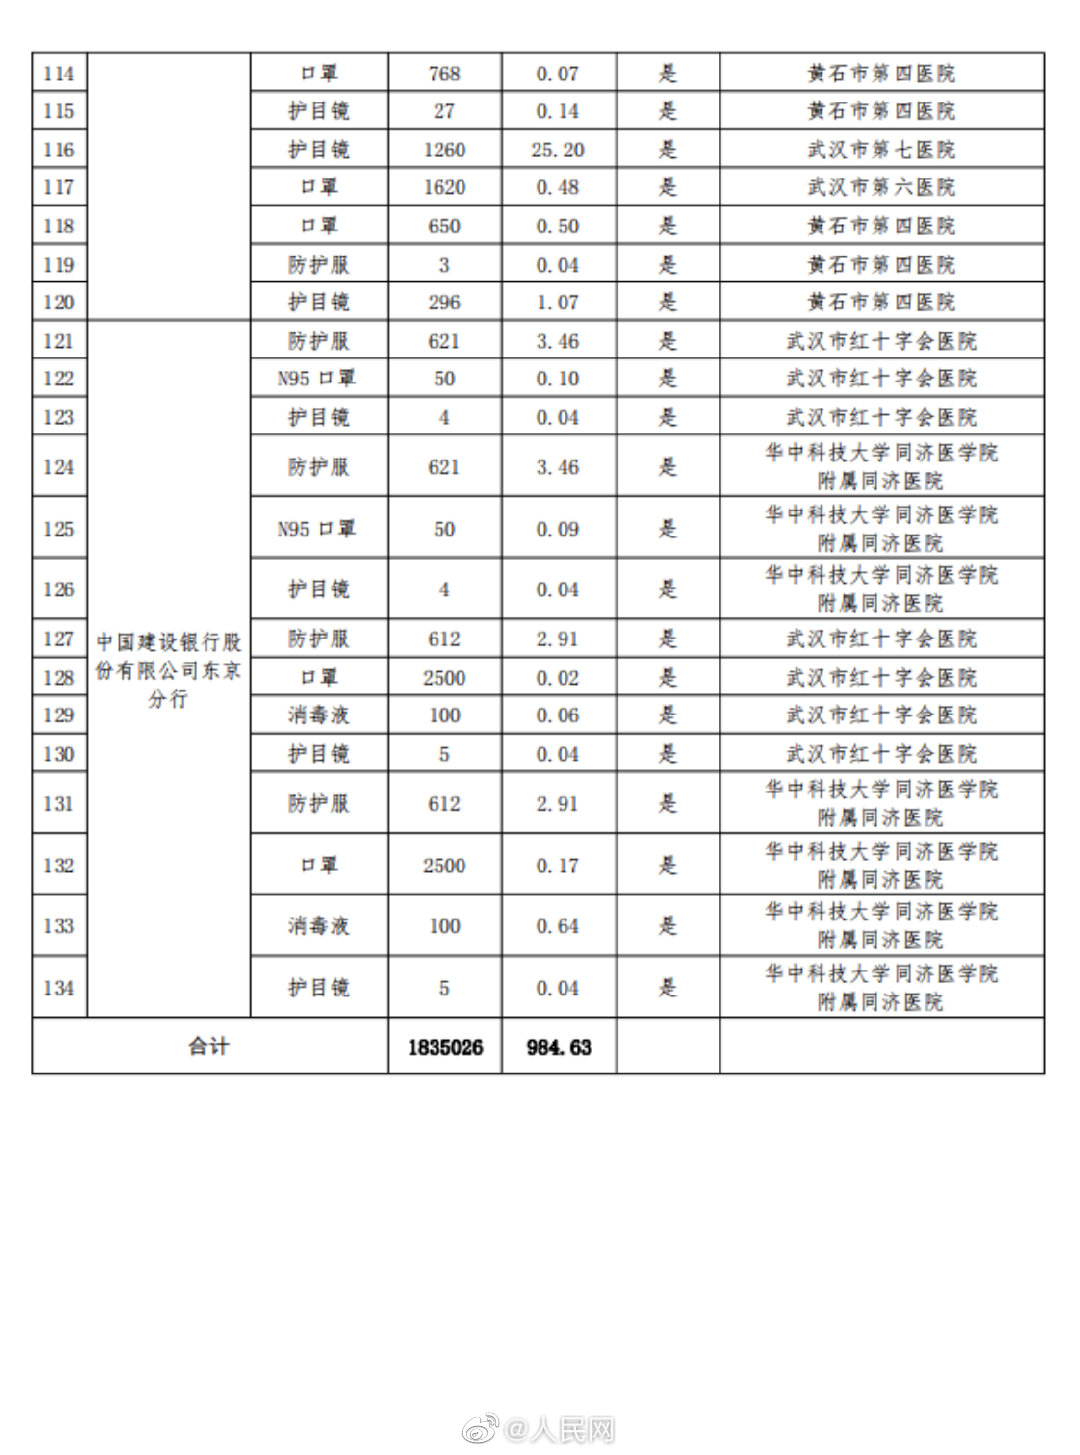 114 口罩 768 0.07 是 黄石市第四医院
115 护目镜 27 0.14 是 黄石市第四医院
116 护目镜 1260 25.20 是 武汉市第七医院
117 口罩 1620 0.48 是 武汉市第六医院
118 口罩 650 0.50 是 黄石市第四医院
119 防护服 3 0.04 是 黄石市第四医院
120 护目镜 296 1.07 是 黄石市第四医院
中国建设银行股
份有限公司东京
分行
121 防护服 621 3.46 是 武汉市红十字会医院
122 N95 口罩 50 0.10 是 武汉市红十字会医院
123 护目镜 4 0.04 是 武汉市红十字会医院
124 防护服 621 3.46 是 华中科技大学同济医学院
附属同济医院
125 N95 口罩 50 0.09 是 华中科技大学同济医学院
附属同济医院
126 护目镜 4 0.04 是 华中科技大学同济医学院
附属同济医院
127 防护服 612 2.91 是 武汉市红十字会医院
128 口罩 2500 0.02 是 武汉市红十字会医院
129 消毒液 100 0.06 是 武汉市红十字会医院
130 护目镜 5 0.04 是 武汉市红十字会医院
131 防护服 612 2.91 是 华中科技大学同济医学院
附属同济医院
132 口罩 2500 0.17 是 华中科技大学同济医学院
附属同济医院
133 消毒液 100 0.64 是 华中科技大学同济医学院
附属同济医院
134 护目镜 5 0.04 是 华中科技大学同济医学院
附属同济医院
合计 1835026 984.63
@人民网